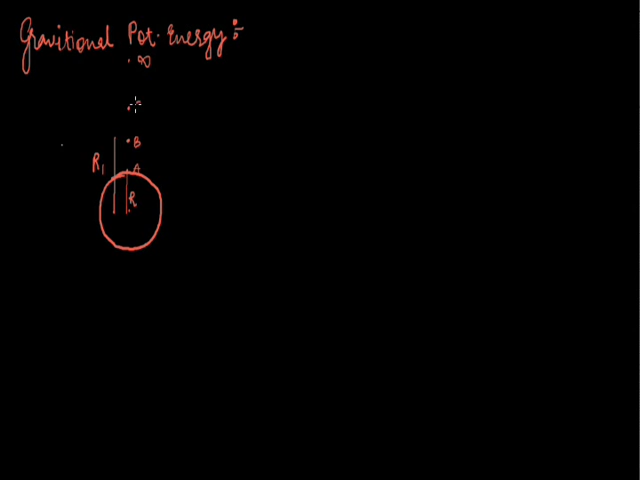 Gravitional Pot. Energy :-
∞
B
R1
A
R